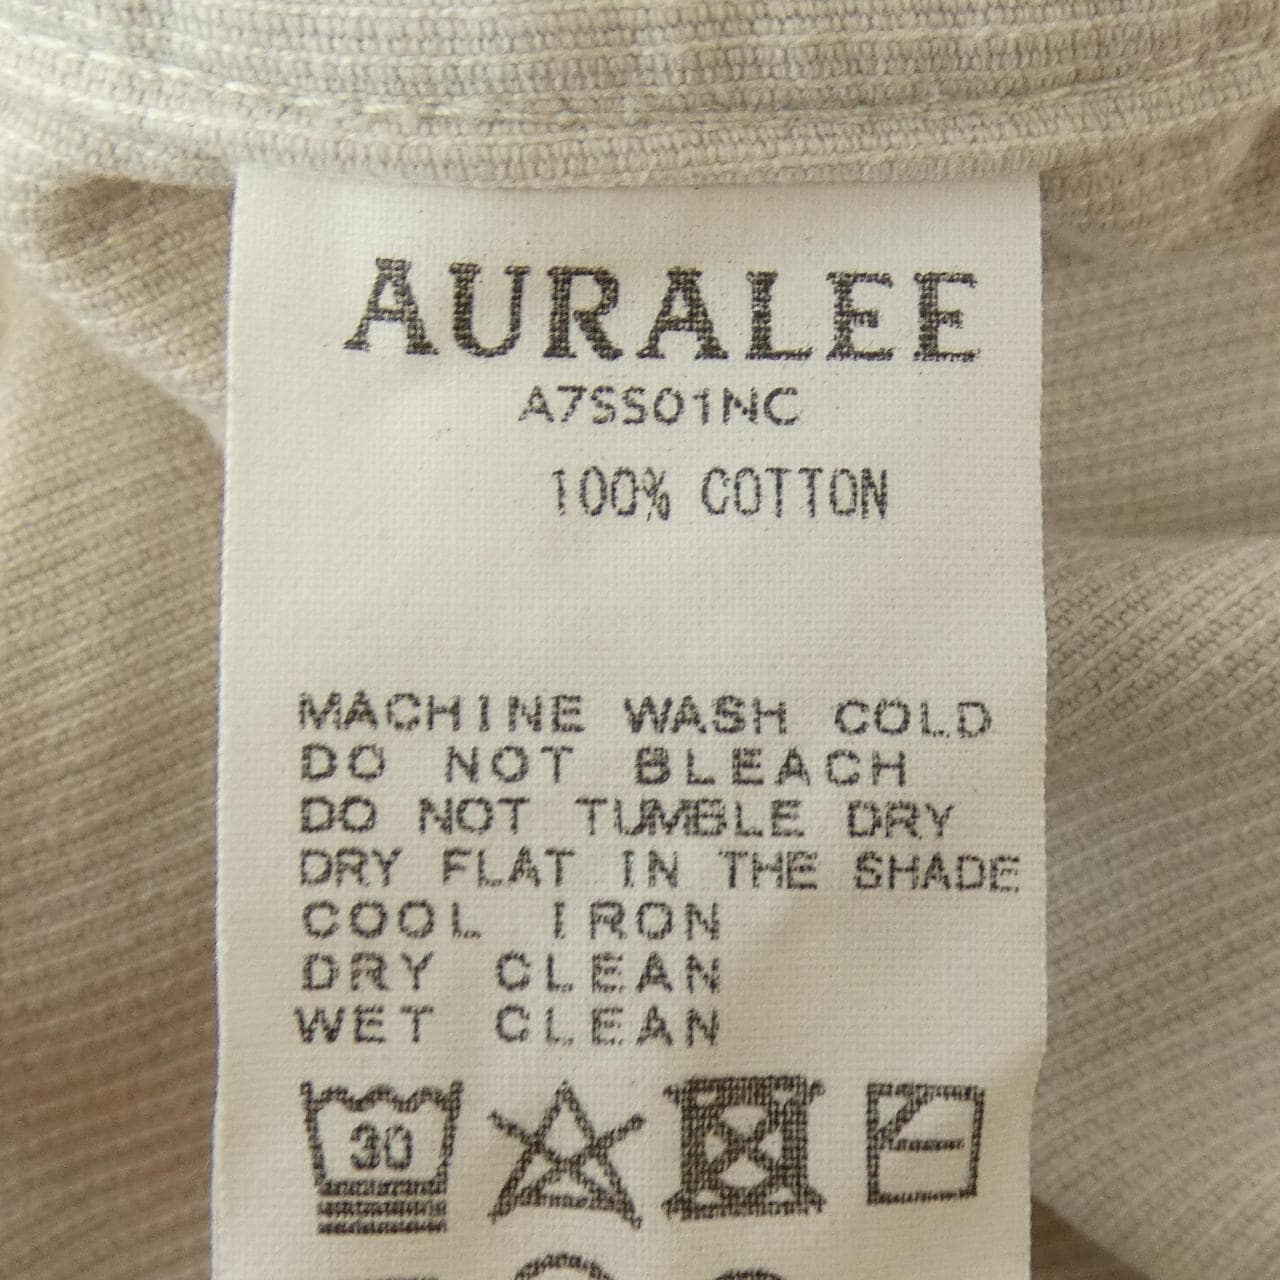 AURALEE
A7SS01NC
100% COTTON
MACHINE WASH COLD
DO NOT BLEACH
DO NOT TUMBLE DRY
DRY FLAT IN THE SHADE
COOL IRON
DRY CLEAN
WET CLEAN
30